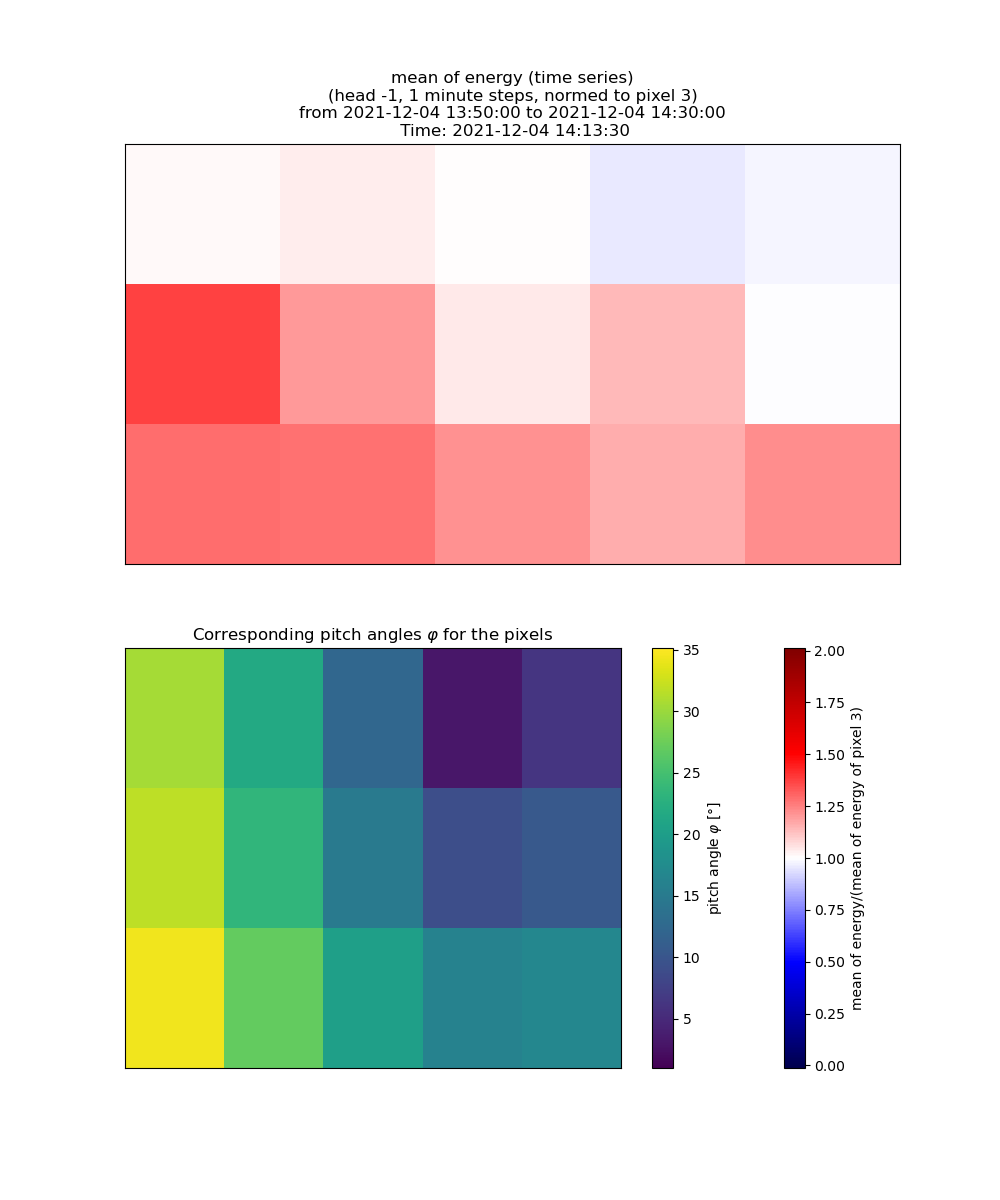 mean of energy (time series)
(head -1, 1 minute steps, normed to pixel 3)
from 2021-12-04 13:50:00 to 2021-12-04 14:30:00
Time: 2021-12-04 14:13:30
Corresponding pitch angles φ for the pixels
35
30
25
20
15
10
5
pitch angle φ [°]
2.00
1.75
1.50
1.25
1.00
0.75
0.50
0.25
0.00
mean of energy/(mean of energy of pixel 3)